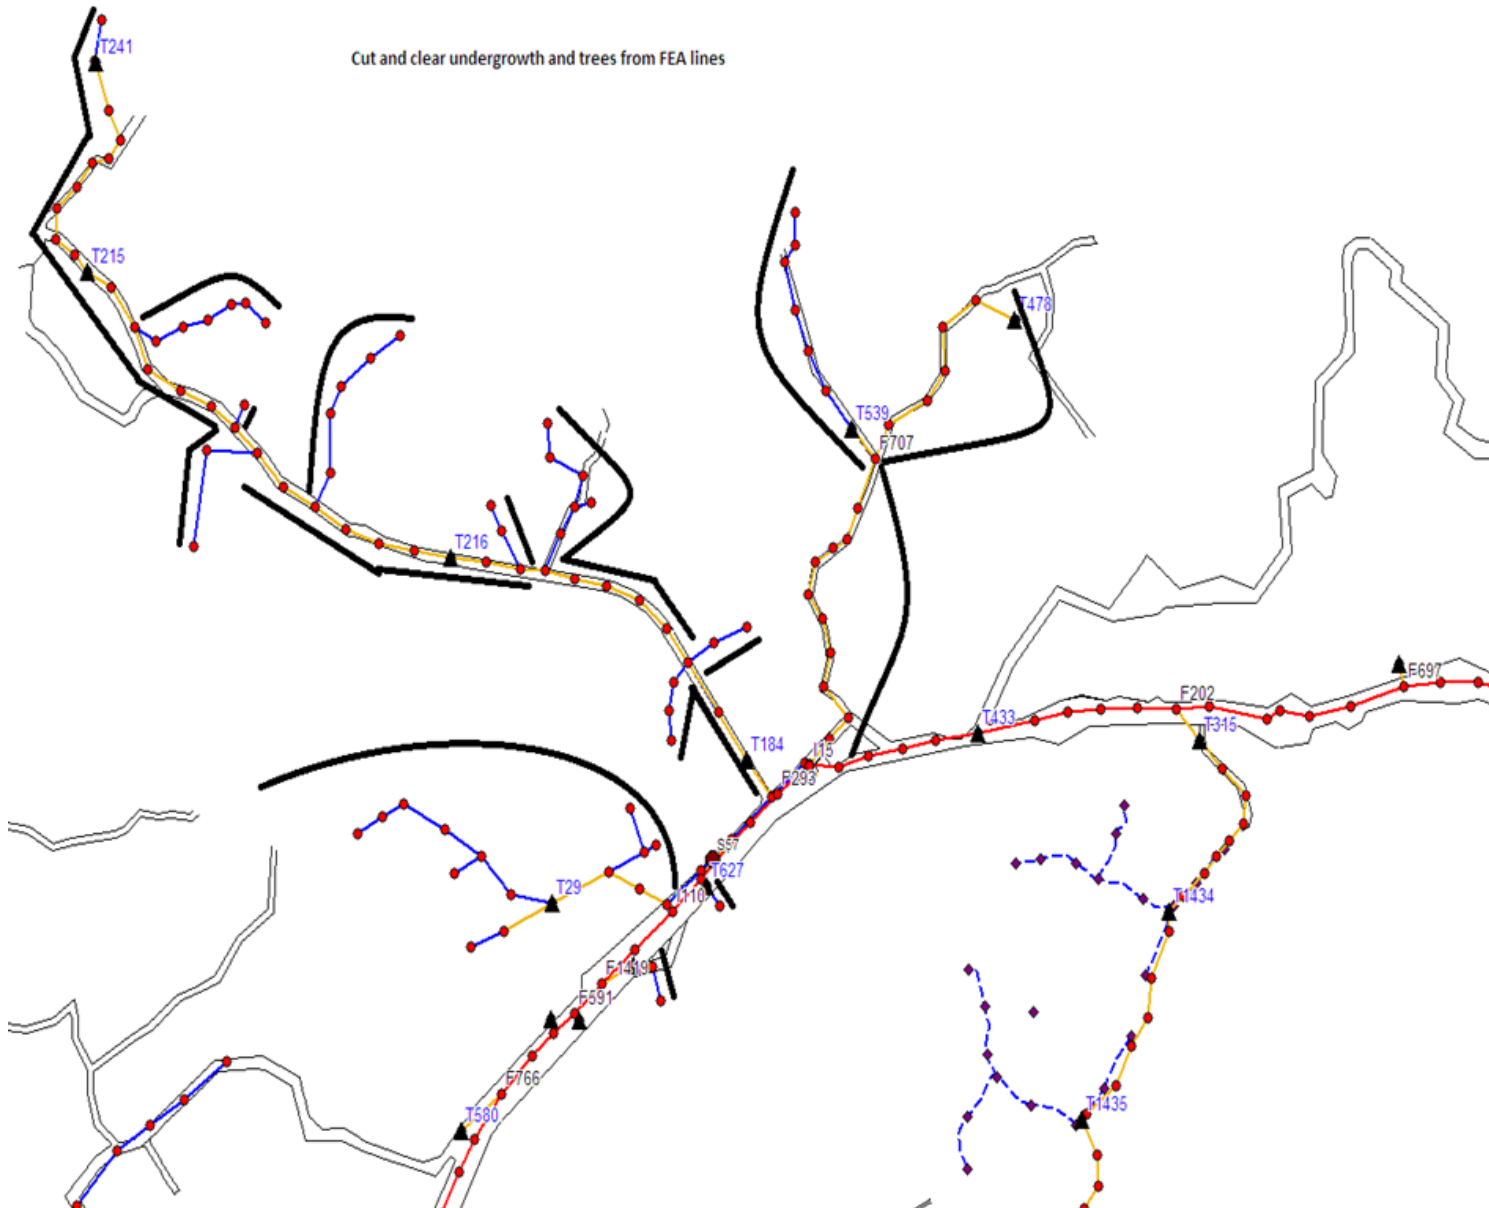 T241
Cut and clear undergrowth and trees from FEA lines
T215
T478
T539
F707
T216
F697
F202
T433
T315
T184
I15
F293
S57
T627
T29
I110
T1434
F1419
F591
F766
T580
T1435